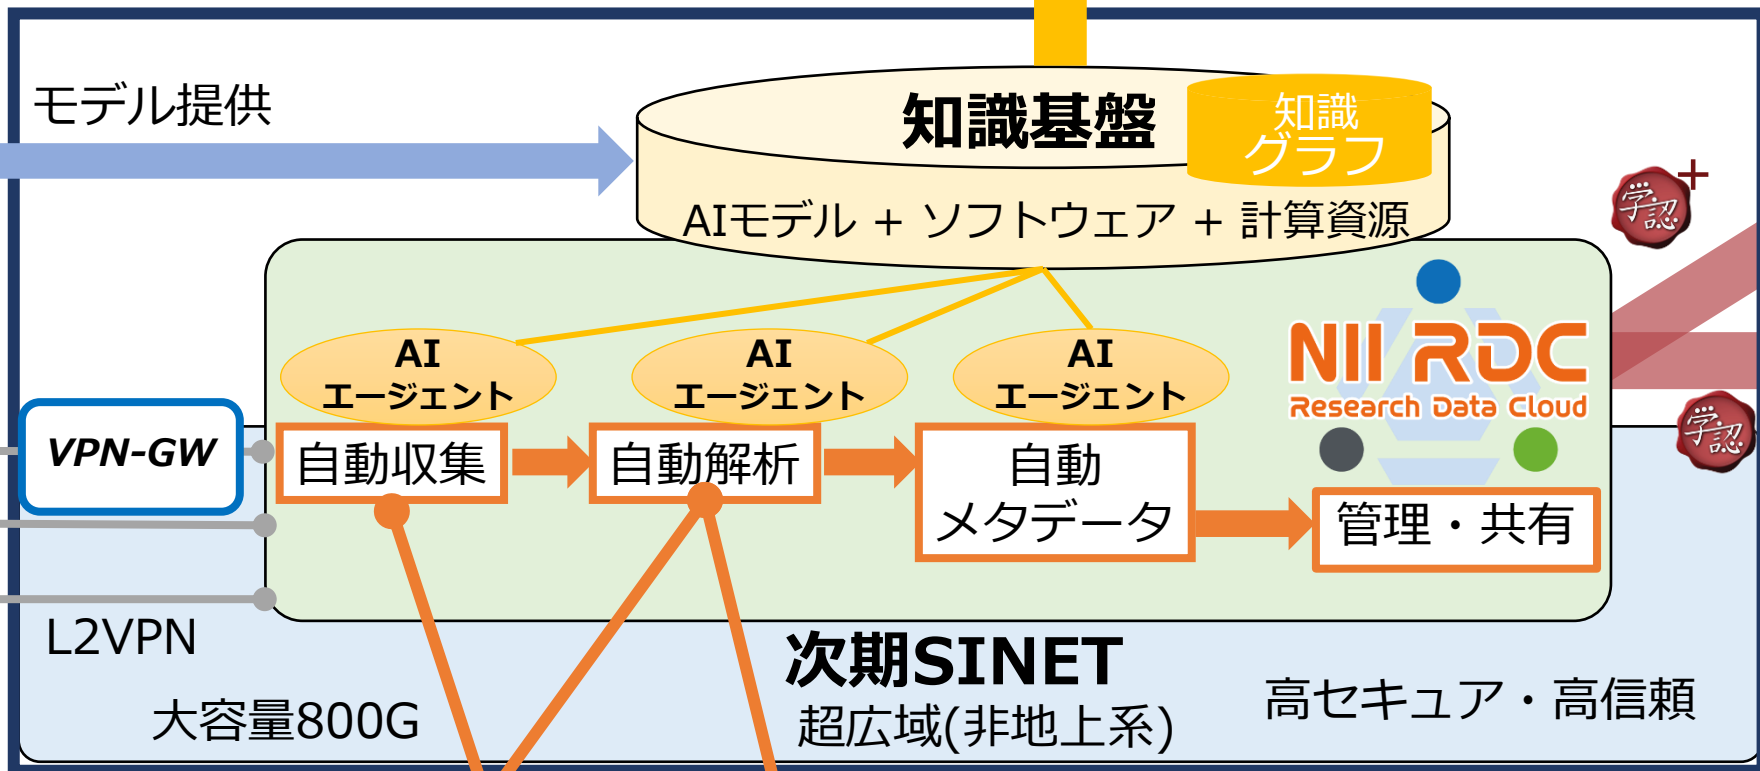 モデル提供
知識基盤
知識
グラフ
AIモデル + ソフトウェア + 計算資源
学認
+
AI
エージェント
AI
エージェント
AI
エージェント
NII RDC
Research Data Cloud
VPN-GW
自動収集
自動解析
自動
メタデータ
管理・共有
学認
L2VPN
次期SINET
大容量800G
超広域(非地上系)
高セキュア・高信頼